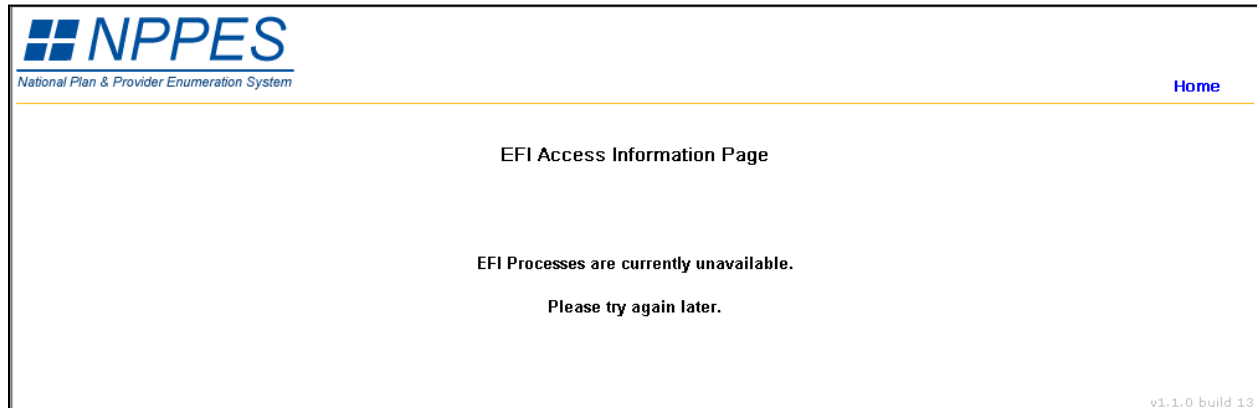 NPPES
National Plan & Provider Enumeration System
Home
EFI Access Information Page
EFI Processes are currently unavailable.
Please try again later.
v1.1.0 build 13